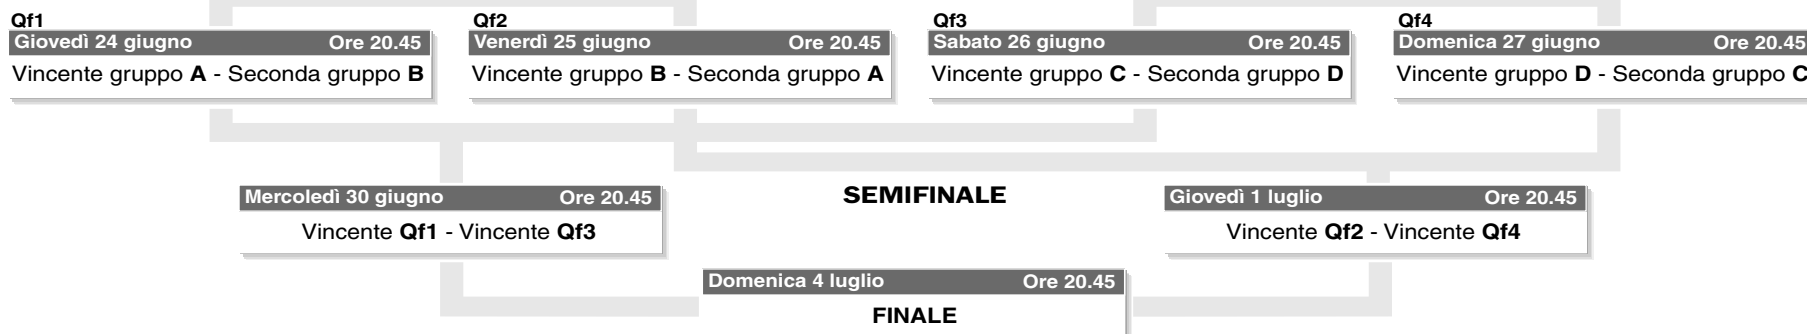 Qf1
Giovedì 24 giugno Ore 20.45
Vincente gruppo A - Seconda gruppo B
Qf2
Venerdì 25 giugno Ore 20.45
Vincente gruppo B - Seconda gruppo A
Qf3
Sabato 26 giugno Ore 20.45
Vincente gruppo C - Seconda gruppo D
Qf4
Domenica 27 giugno Ore 20.45
Vincente gruppo D - Seconda gruppo C
Mercoledì 30 giugno Ore 20.45
Vincente Qf1 - Vincente Qf3
SEMIFINALE
Giovedì 1 luglio Ore 20.45
Vincente Qf2 - Vincente Qf4
Domenica 4 luglio Ore 20.45
FINALE